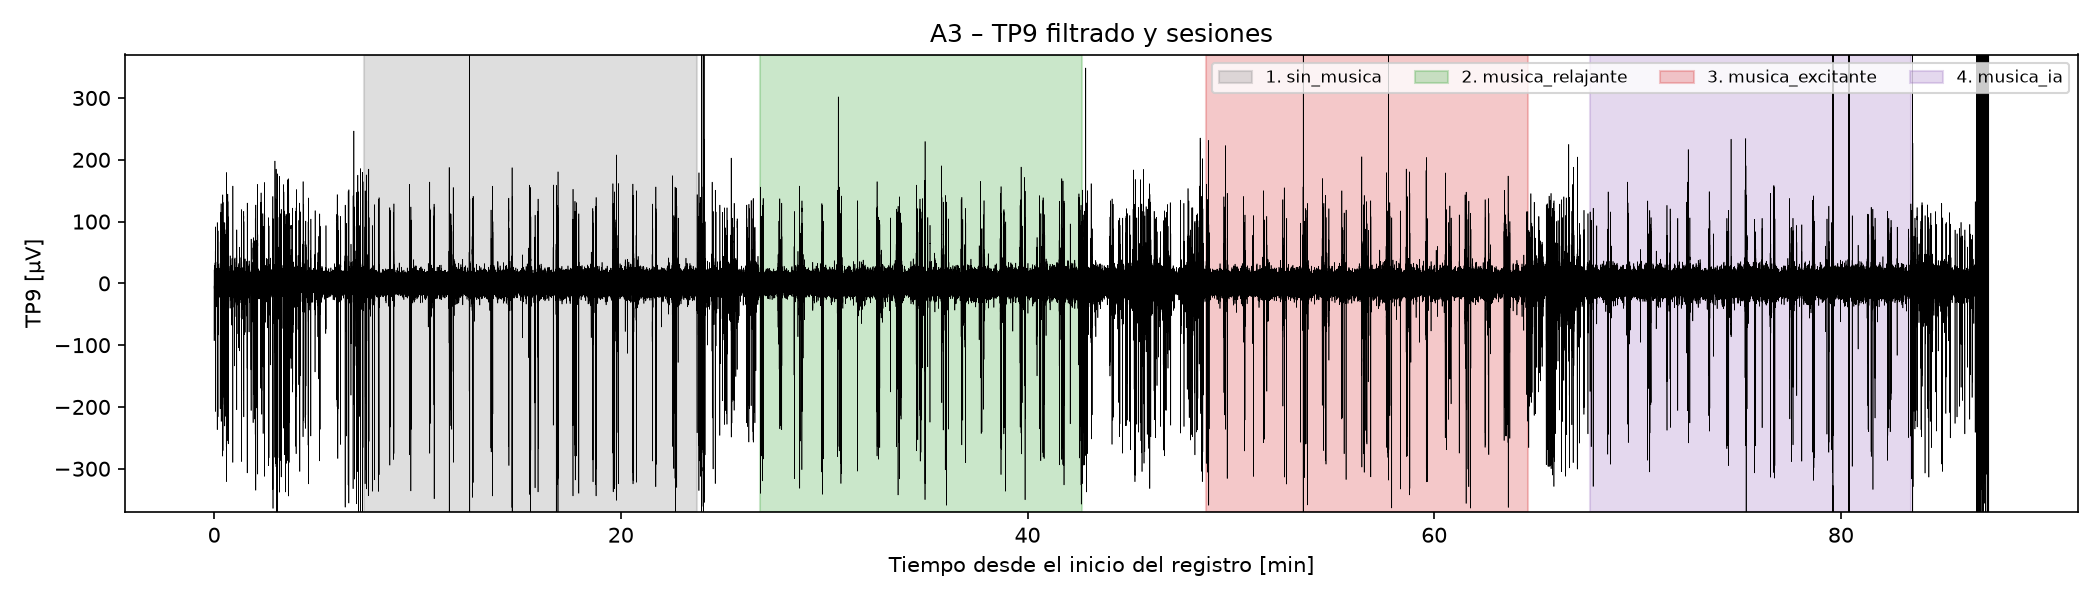 A3 – TP9 filtrado y sesiones
1. sin_musica 2. musica_relajante 3. musica_excitante 4. musica_ia
TP9 [µV]
300
200
100
0
−100
−200
−300
0 20 40 60 80
Tiempo desde el inicio del registro [min]